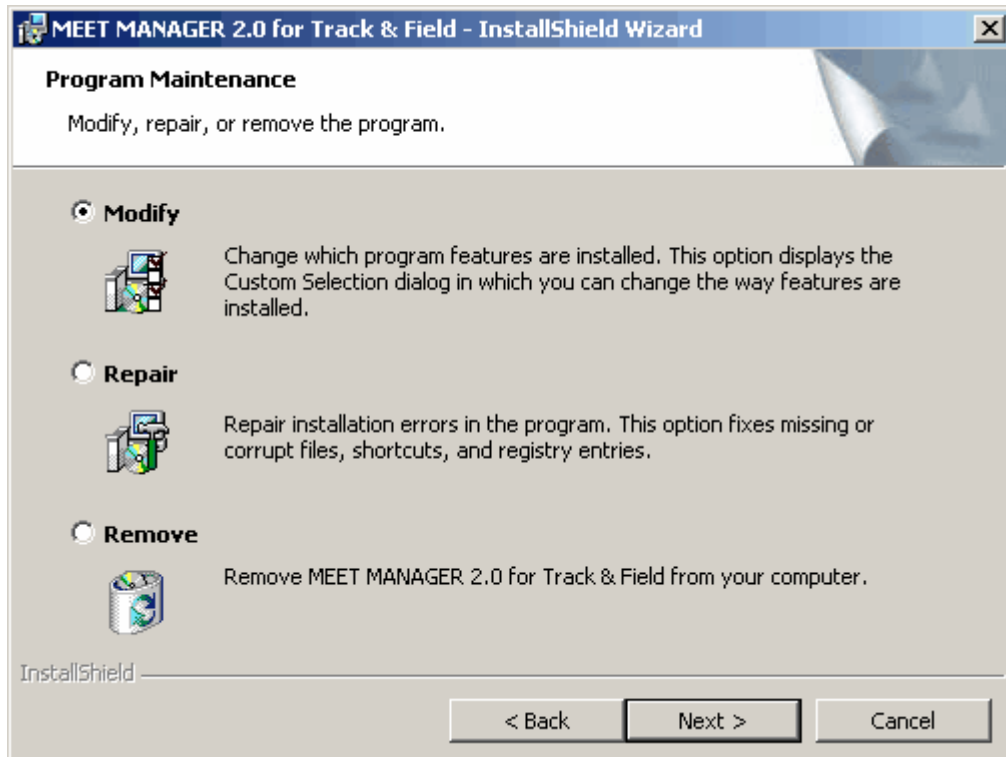 MEET MANAGER 2.0 for Track & Field - InstallShield Wizard
Program Maintenance
Modify, repair, or remove the program.
Modify
Change which program features are installed. This option displays the
Custom Selection dialog in which you can change the way features are
installed.
Repair
Repair installation errors in the program. This option fixes missing or
corrupt files, shortcuts, and registry entries.
Remove
Remove MEET MANAGER 2.0 for Track & Field from your computer.
InstallShield
< Back
Next >
Cancel